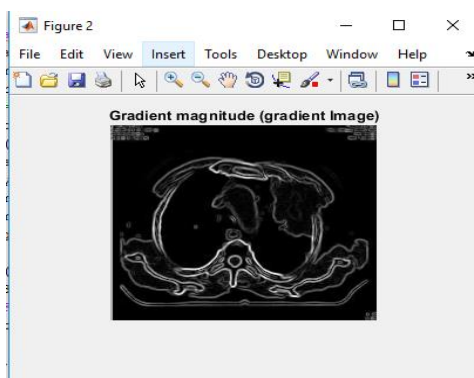 Figure 2
File Edit View Insert Tools Desktop Window Help
Gradient magnitude (gradient Image)